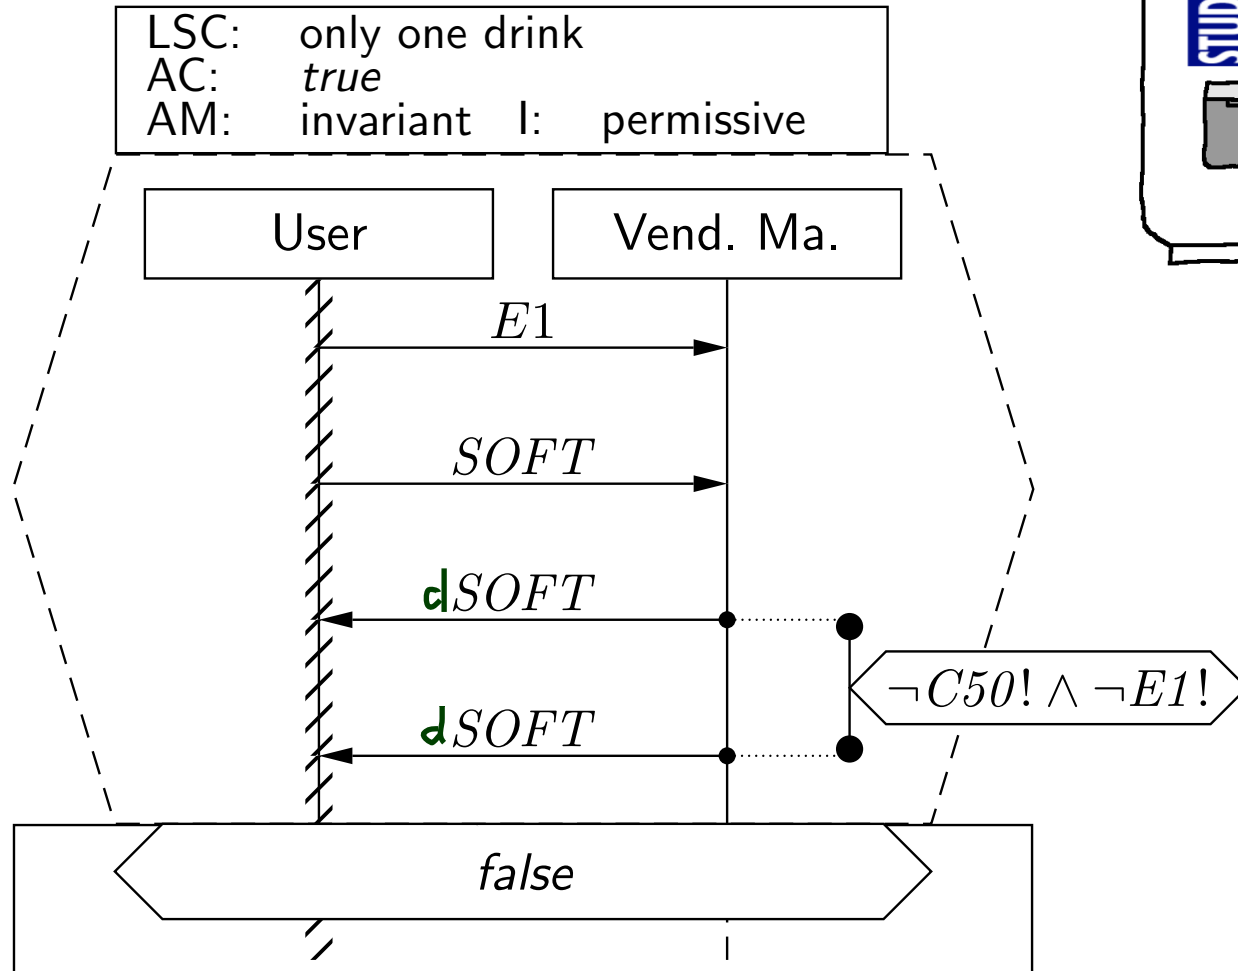 STUD
LSC: only one drink
AC: true
AM: invariant I: permissive
User Vend. Ma.
E1
SOFT
dSOFT
¬C50! ∧ ¬E1!
dSOFT
false